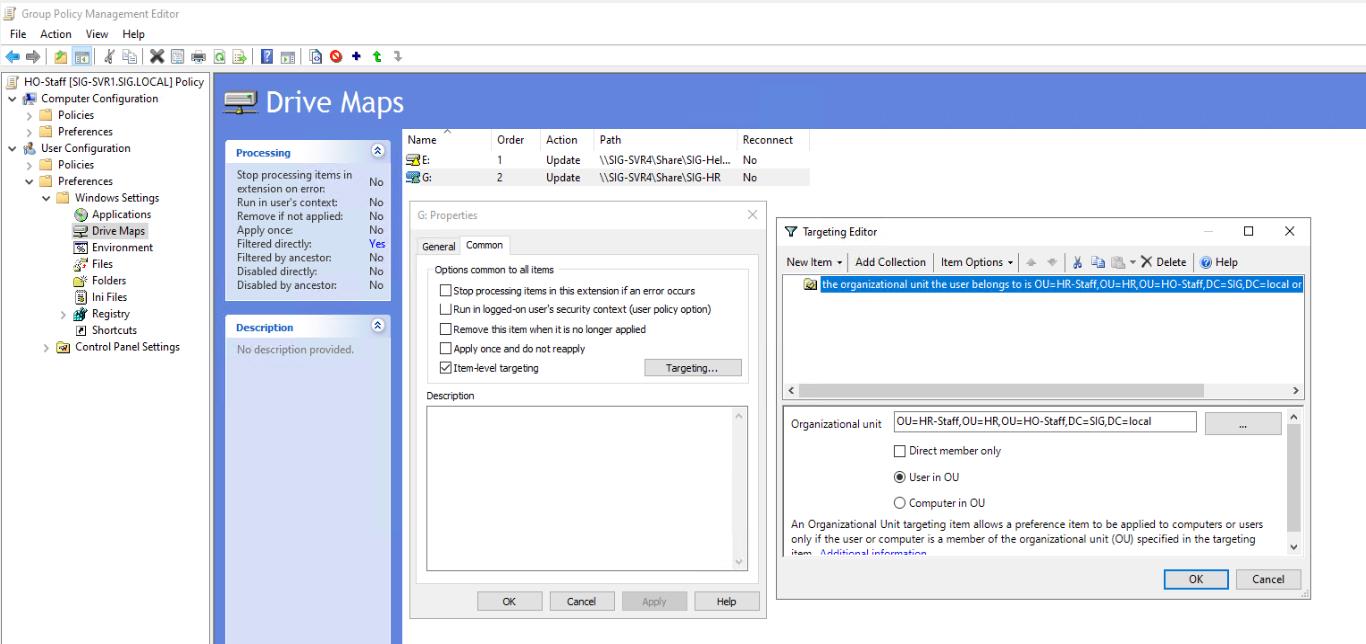 Group Policy Management Editor
File Action View Help
HO-Staff [SIG-SVR1.SIG.LOCAL] Policy
Computer Configuration
Policies
Preferences
User Configuration
Policies
Preferences
Windows Settings
Applications
Drive Maps
Environment
Files
Folders
Ini Files
Registry
Shortcuts
Control Panel Settings
Drive Maps
Processing
Stop processing items in
extension on error: No
Run in user's context: No
Remove if not applied: No
Apply once: No
Filtered directly: Yes
Filtered by ancestor: No
Disabled directly: No
Disabled by ancestor: No
Description
No description provided.
Name Order Action Path Reconnect
E: 1 Update \\SIG-SVR4\Share\SIG-Hel... No
G: 2 Update \\SIG-SVR4\Share\SIG-HR No
G: Properties
General Common
Options common to all items
Stop processing items in this extension if an error occurs
Run in logged-on user's security context (user policy option)
Remove this item when it is no longer applied
Apply once and do not reapply
Item-level targeting Targeting...
Description
OK Cancel Apply Help
Targeting Editor
New Item Add Collection Item Options Delete Help
the organizational unit the user belongs to is OU=HR-Staff,OU=HR,OU=HO-Staff,DC=SIG,DC=local or
Organizational unit OU=HR-Staff,OU=HR,OU=HO-Staff,DC=SIG,DC=local ...
Direct member only
User in OU
Computer in OU
An Organizational Unit targeting item allows a preference item to be applied to computers or users
only if the user or computer is a member of the organizational unit (OU) specified in the targeting
item. Additional information
OK Cancel